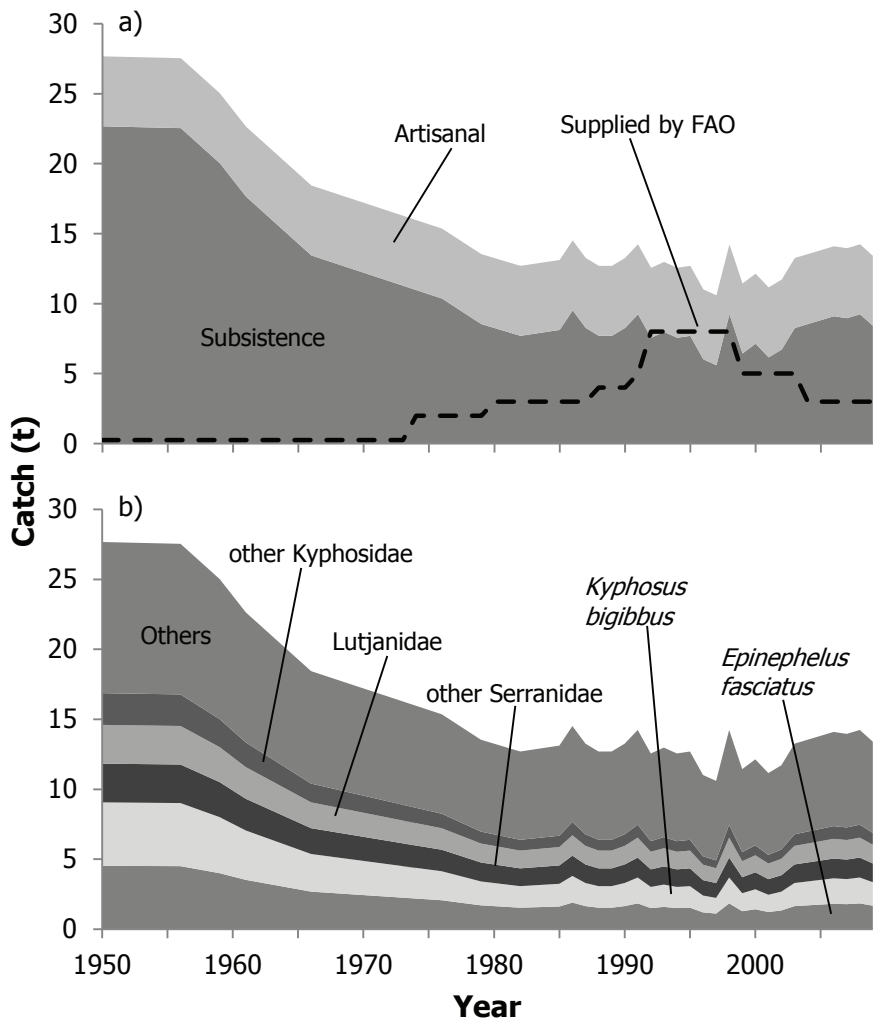 Catch (t)
a)
30
25
20
15
10
5
0
Artisanal
Supplied by FAO
Subsistence
b)
30
25
20
15
10
5
0
other Kyphosidae
Others
Lutjanidae
other Serranidae
Kyphosus
bigibbus
Epinephelus
fasciatus
1950 1960 1970 1980 1990 2000
Year